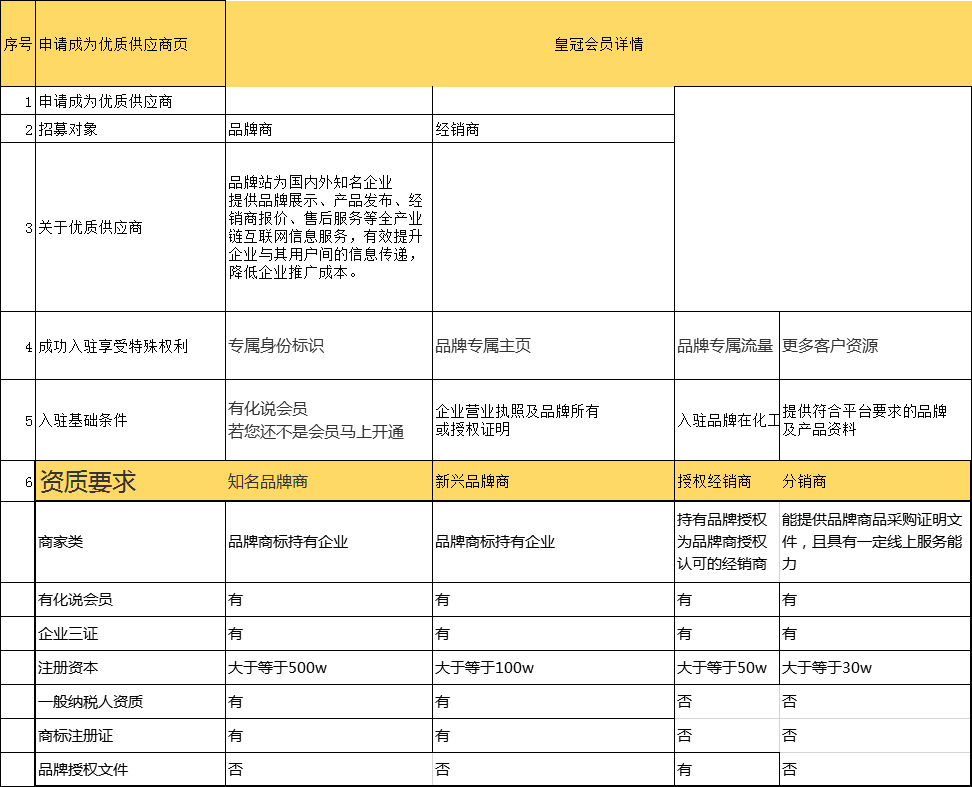 序号 申请成为优质供应商页 皇冠会员详情
1 申请成为优质供应商
2 招募对象 品牌商 经销商
3 关于优质供应商
品牌站为国内外知名企业
提供品牌展示、产品发布、经
销商报价、售后服务等全产业
链互联网信息服务，有效提升
企业与其用户间的信息传递，
降低企业推广成本。
4 成功入驻享受特殊权利 专属身份标识 品牌专属主页 品牌专属流量 更多客户资源
5 入驻基础条件
有化说会员
若您还不是会员马上开通
企业营业执照及品牌所有
或授权证明
入驻品牌在化工
提供符合平台要求的品牌
及产品资料
6 资质要求 知名品牌商 新兴品牌商 授权经销商 分销商
商家类 品牌商标持有企业 品牌商标持有企业
持有品牌授权
为品牌商授权
认可的经销商
能提供品牌商品采购证明文
件，且具有一定线上服务能
力
有化说会员 有 有 有 有
企业三证 有 有 有 有
注册资本 大于等于500w 大于等于100w 大于等于50w 大于等于30w
一般纳税人资质 有 有 否 否
商标注册证 有 有 否 否
品牌授权文件 否 否 有 否